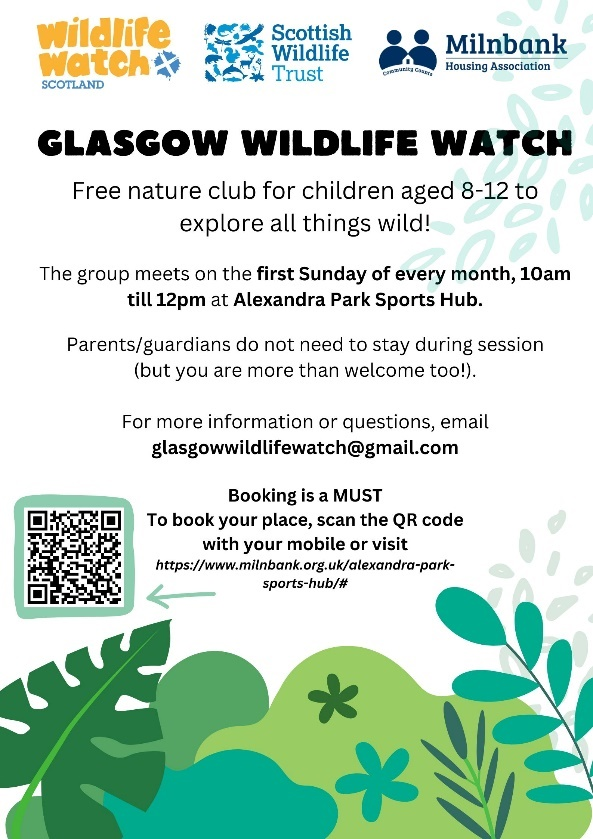 wildlife
watch
SCOTLAND
Scottish
Wildlife
Trust
Community Counts
Milnbank
Housing Association
GLASGOW WILDLIFE WATCH
Free nature club for children aged 8-12 to
explore all things wild!
The group meets on the first Sunday of every month, 10am
till 12pm at Alexandra Park Sports Hub.
Parents/guardians do not need to stay during session
(but you are more than welcome too!).
For more information or questions, email
glasgowwildlifewatch@gmail.com
Booking is a MUST
To book your place, scan the QR code
with your mobile or visit
https://www.milnbank.org.uk/alexandra-park-
sports-hub/#